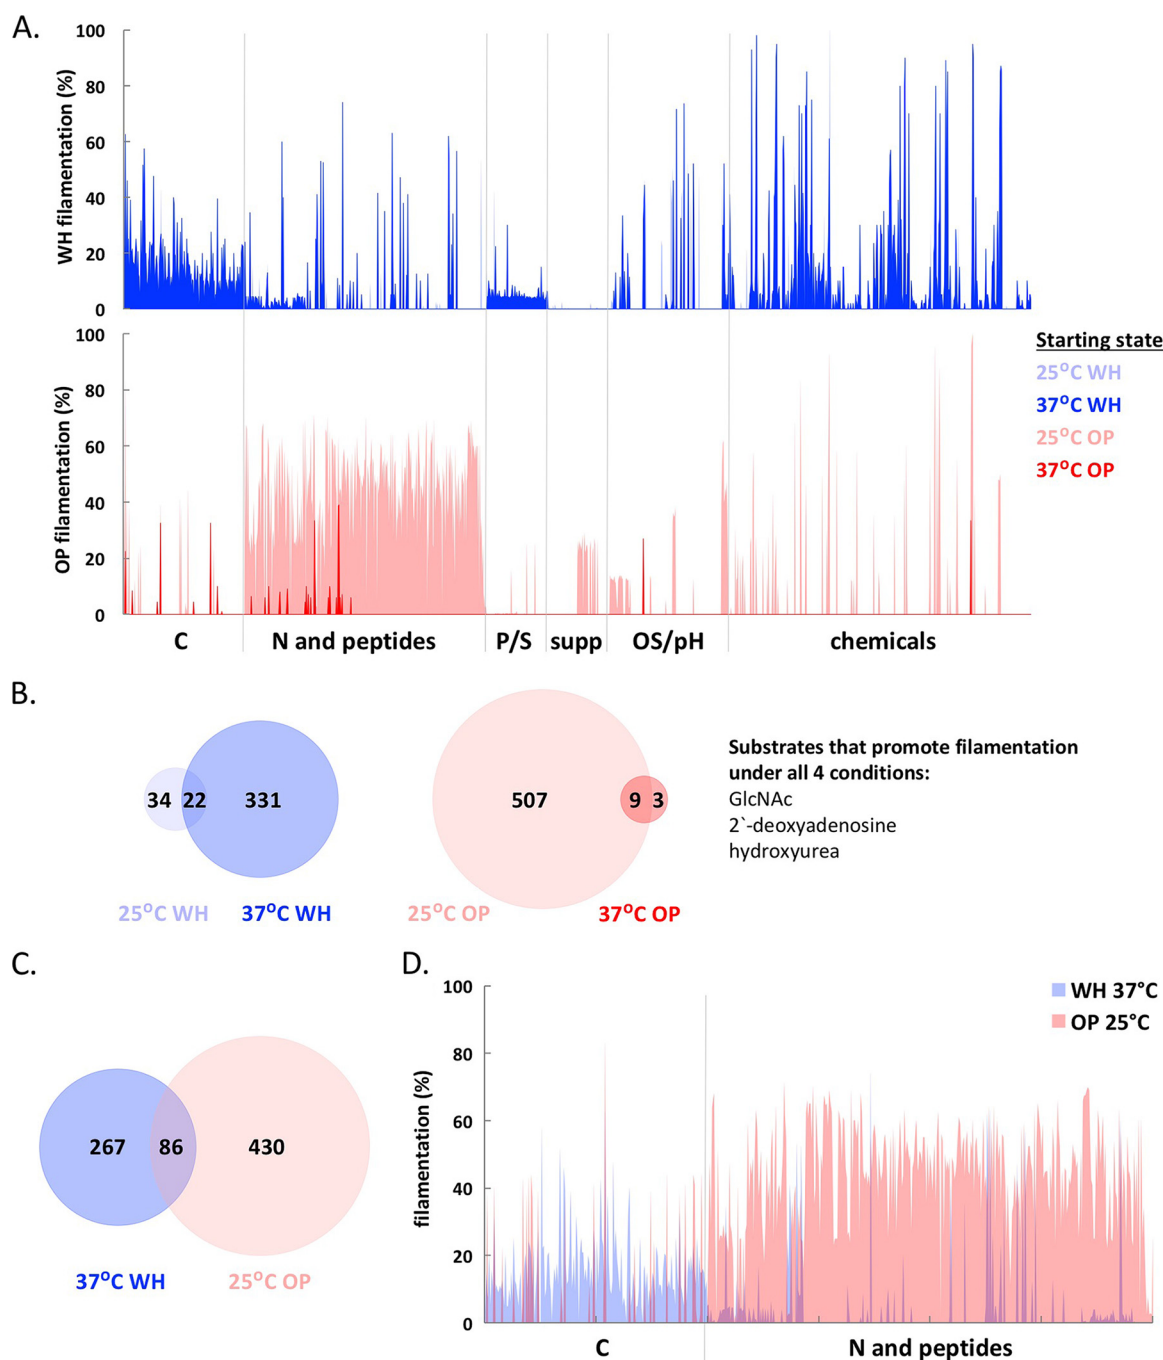 A.
WH filamentation (%)
100
80
60
40
20
0
OP filamentation (%)
100
80
60
40
20
0
Starting state
25°C WH
37°C WH
25°C OP
37°C OP
C N and peptides P/S supp OS/pH chemicals
B.
34 22 331
25°C WH 37°C WH
507 9 3
25°C OP 37°C OP
Substrates that promote filamentation
under all 4 conditions:
GlcNAc
2`-deoxyadenosine
hydroxyurea
C.
267 86 430
37°C WH 25°C OP
D.
filamentation (%)
100
80
60
40
20
0
WH 37°C
OP 25°C
C N and peptides